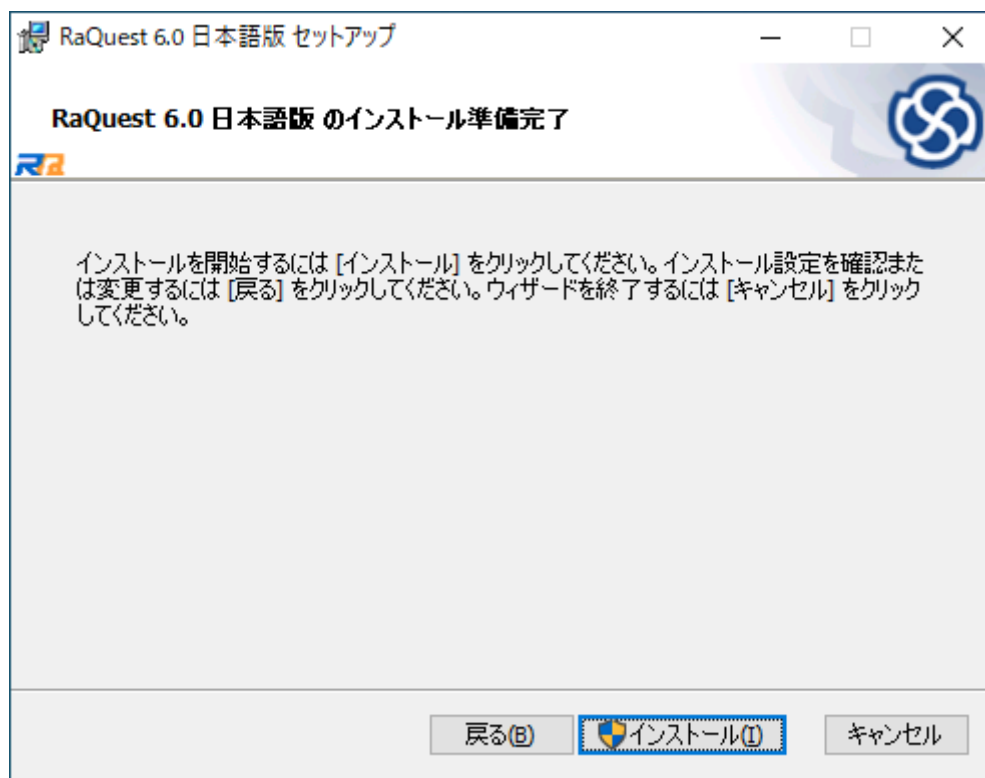 RaQuest 6.0 日本語版 セットアップ
RaQuest 6.0 日本語版 のインストール準備完了
Ra
インストールを開始するには [インストール] をクリックしてください。インストール設定を確認また
は変更するには [戻る] をクリックしてください。ウィザードを終了するには [キャンセル] をクリック
してください。
戻る(B) インストール(I) キャンセル